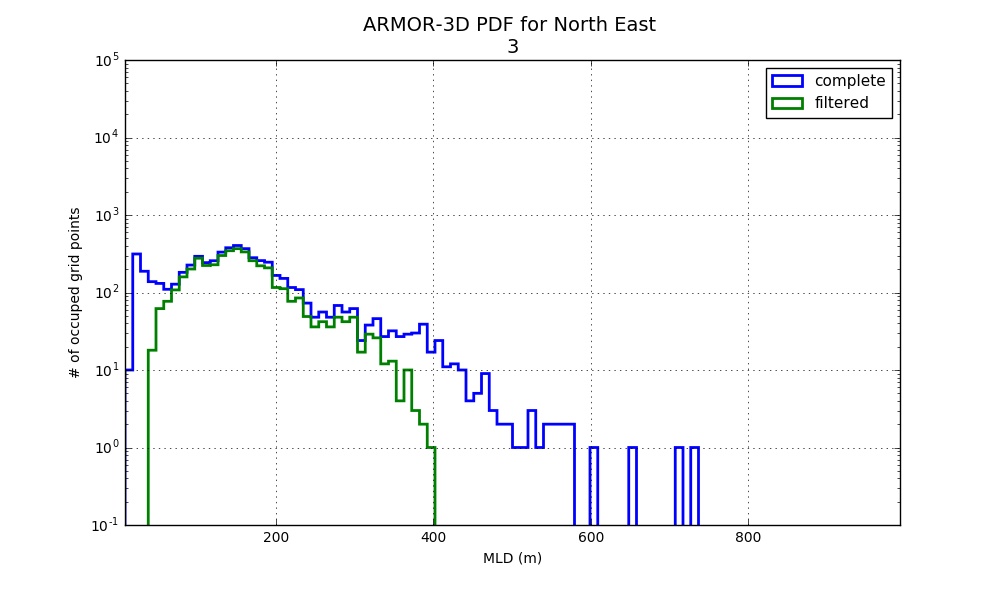 ARMOR-3D PDF for North East
3
10^5
10^4
10^3
10^2
10^1
10^0
10^-1
# of occuped grid points
complete
filtered
200 400 600 800
MLD (m)